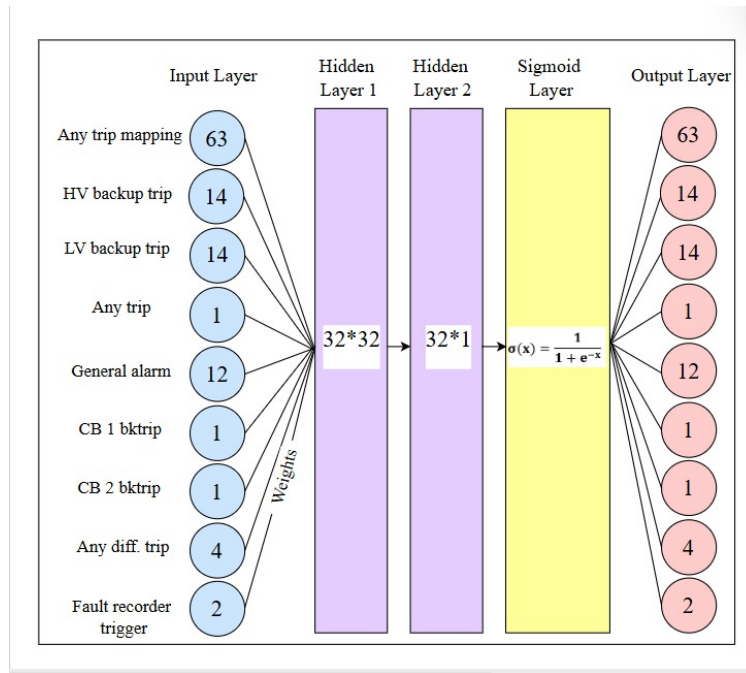 Input Layer
Hidden
Layer 1
Hidden
Layer 2
Sigmoid
Layer
Output Layer
Any trip mapping
63
63
HV backup trip
14
14
LV backup trip
14
14
Any trip
1
1
32*32
32*1
σ(x) = 1 / 1 + e⁻ˣ
General alarm
12
12
CB 1 bktrip
1
1
Weights
CB 2 bktrip
1
1
Any diff. trip
4
4
Fault recorder
trigger
2
2